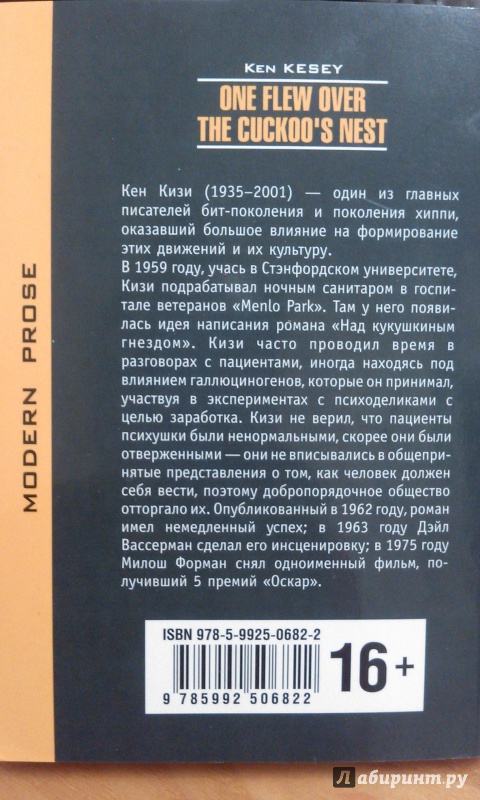 KEN KESEY
ONE FLEW OVER
THE CUCKOO'S NEST
Кен Кизи (1935–2001) — один из главных
писателей бит-поколения и поколения хиппи,
оказавший большое влияние на формирование
этих движений и их культуру.
В 1959 году, учась в Стэнфордском университете,
Кизи подрабатывал ночным санитаром в госпи-
тале ветеранов «Menlo Park». Там у него появи-
лась идея написания романа «Над кукушкиным
гнездом». Кизи часто проводил время в
разговорах с пациентами, иногда находясь под
влиянием галлюциногенов, которые он принимал,
участвуя в экспериментах с психоделиками с
целью заработка. Кизи не верил, что пациенты
психушки были ненормальными, скорее они были
отверженными — они не вписывались в общепри-
нятые представления о том, как человек должен
себя вести, поэтому добропорядочное общество
отторгало их. Опубликованный в 1962 году, роман
имел немедленный успех; в 1963 году Дэйл
Вассерман сделал его инсценировку; в 1975 году
Милош Форман снял одноименный фильм, по-
лучивший 5 премий «Оскар».
MODERN PROSE
ISBN 978-5-9925-0682-2
9 785992 506822
16+
Лабиринт.ру